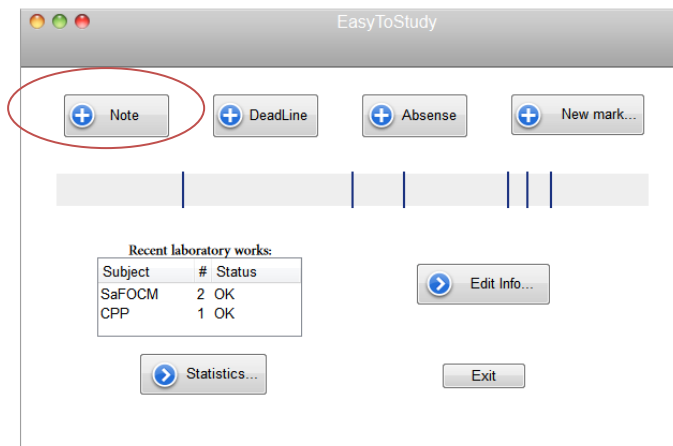 EasyToStudy
Note
DeadLine
Absense
New mark...
Recent laboratory works:
Subject # Status
SaFOCM 2 OK
CPP 1 OK
Edit Info...
Statistics...
Exit